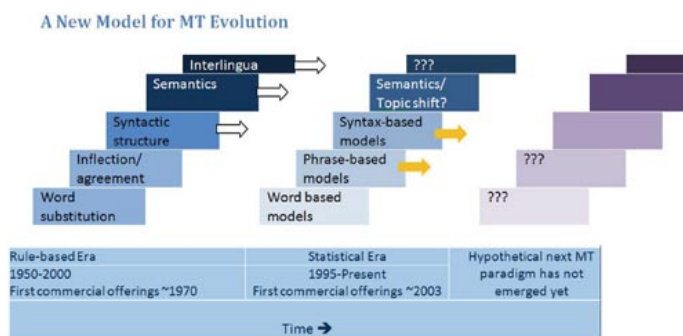 A New Model for MT Evolution
Interlingua
Semantics
Syntactic
structure
Inflection/
agreement
Word
substitution
???
Semantics/
Topic shift?
Syntax-based
models
Phrase-based
models
Word based
models
???
???
Rule-based Era
1950-2000
First commercial offerings ~1970
Statistical Era
1995-Present
First commercial offerings ~2003
Hypothetical next MT
paradigm has not
emerged yet
Time →